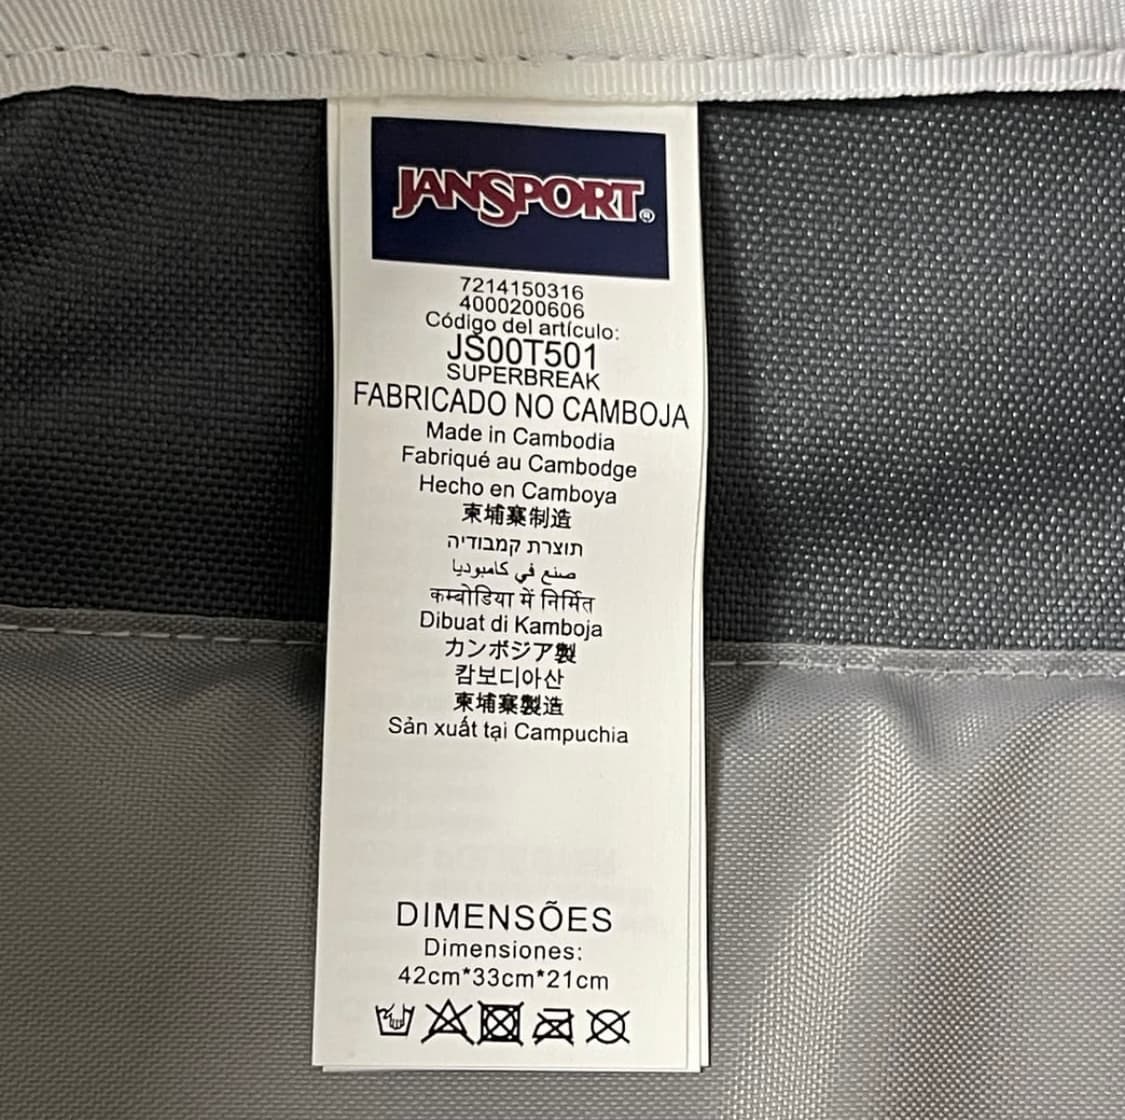 JANSPORT®
7214150316
4000200606
Código del artículo:
JS00T501
SUPERBREAK
FABRICADO NO CAMBOJA
Made in Cambodia
Fabriqué au Cambodge
Hecho en Camboya
柬埔寨制造
תוצרת קמבודיה
صنع في كامبوديا
कम्बोडिया में निर्मित
Dibuat di Kamboja
カンボジア製
캄보디아산
柬埔寨製造
Sản xuất tại Campuchia
DIMENSÕES
Dimensiones:
42cm*33cm*21cm